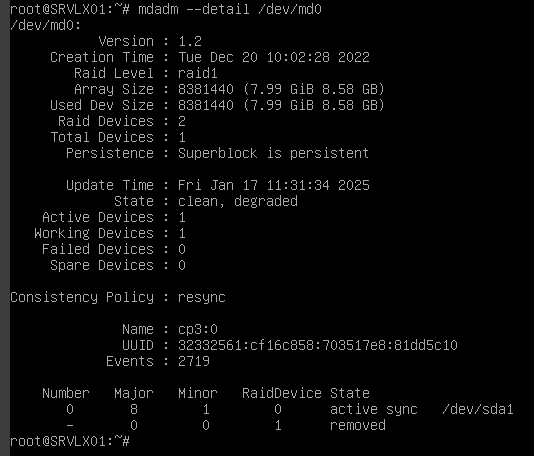 root@SRVLX01:~# mdadm --detail /dev/md0
/dev/md0:
Version : 1.2
Creation Time : Tue Dec 20 10:02:28 2022
Raid Level : raid1
Array Size : 8381440 (7.99 GiB 8.58 GB)
Used Dev Size : 8381440 (7.99 GiB 8.58 GB)
Raid Devices : 2
Total Devices : 1
Persistence : Superblock is persistent
Update Time : Fri Jan 17 11:31:34 2025
State : clean, degraded
Active Devices : 1
Working Devices : 1
Failed Devices : 0
Spare Devices : 0
Consistency Policy : resync
Name : cp3:0
UUID : 32332561:cf16c858:703517e8:81dd5c10
Events : 2719
Number Major Minor RaidDevice State
0 8 1 0 active sync /dev/sda1
- 0 0 1 removed
root@SRVLX01:~#